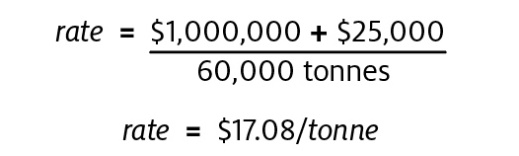 rate = $1,000,000 + $25,000
60,000 tonnes
rate = $17.08/tonne